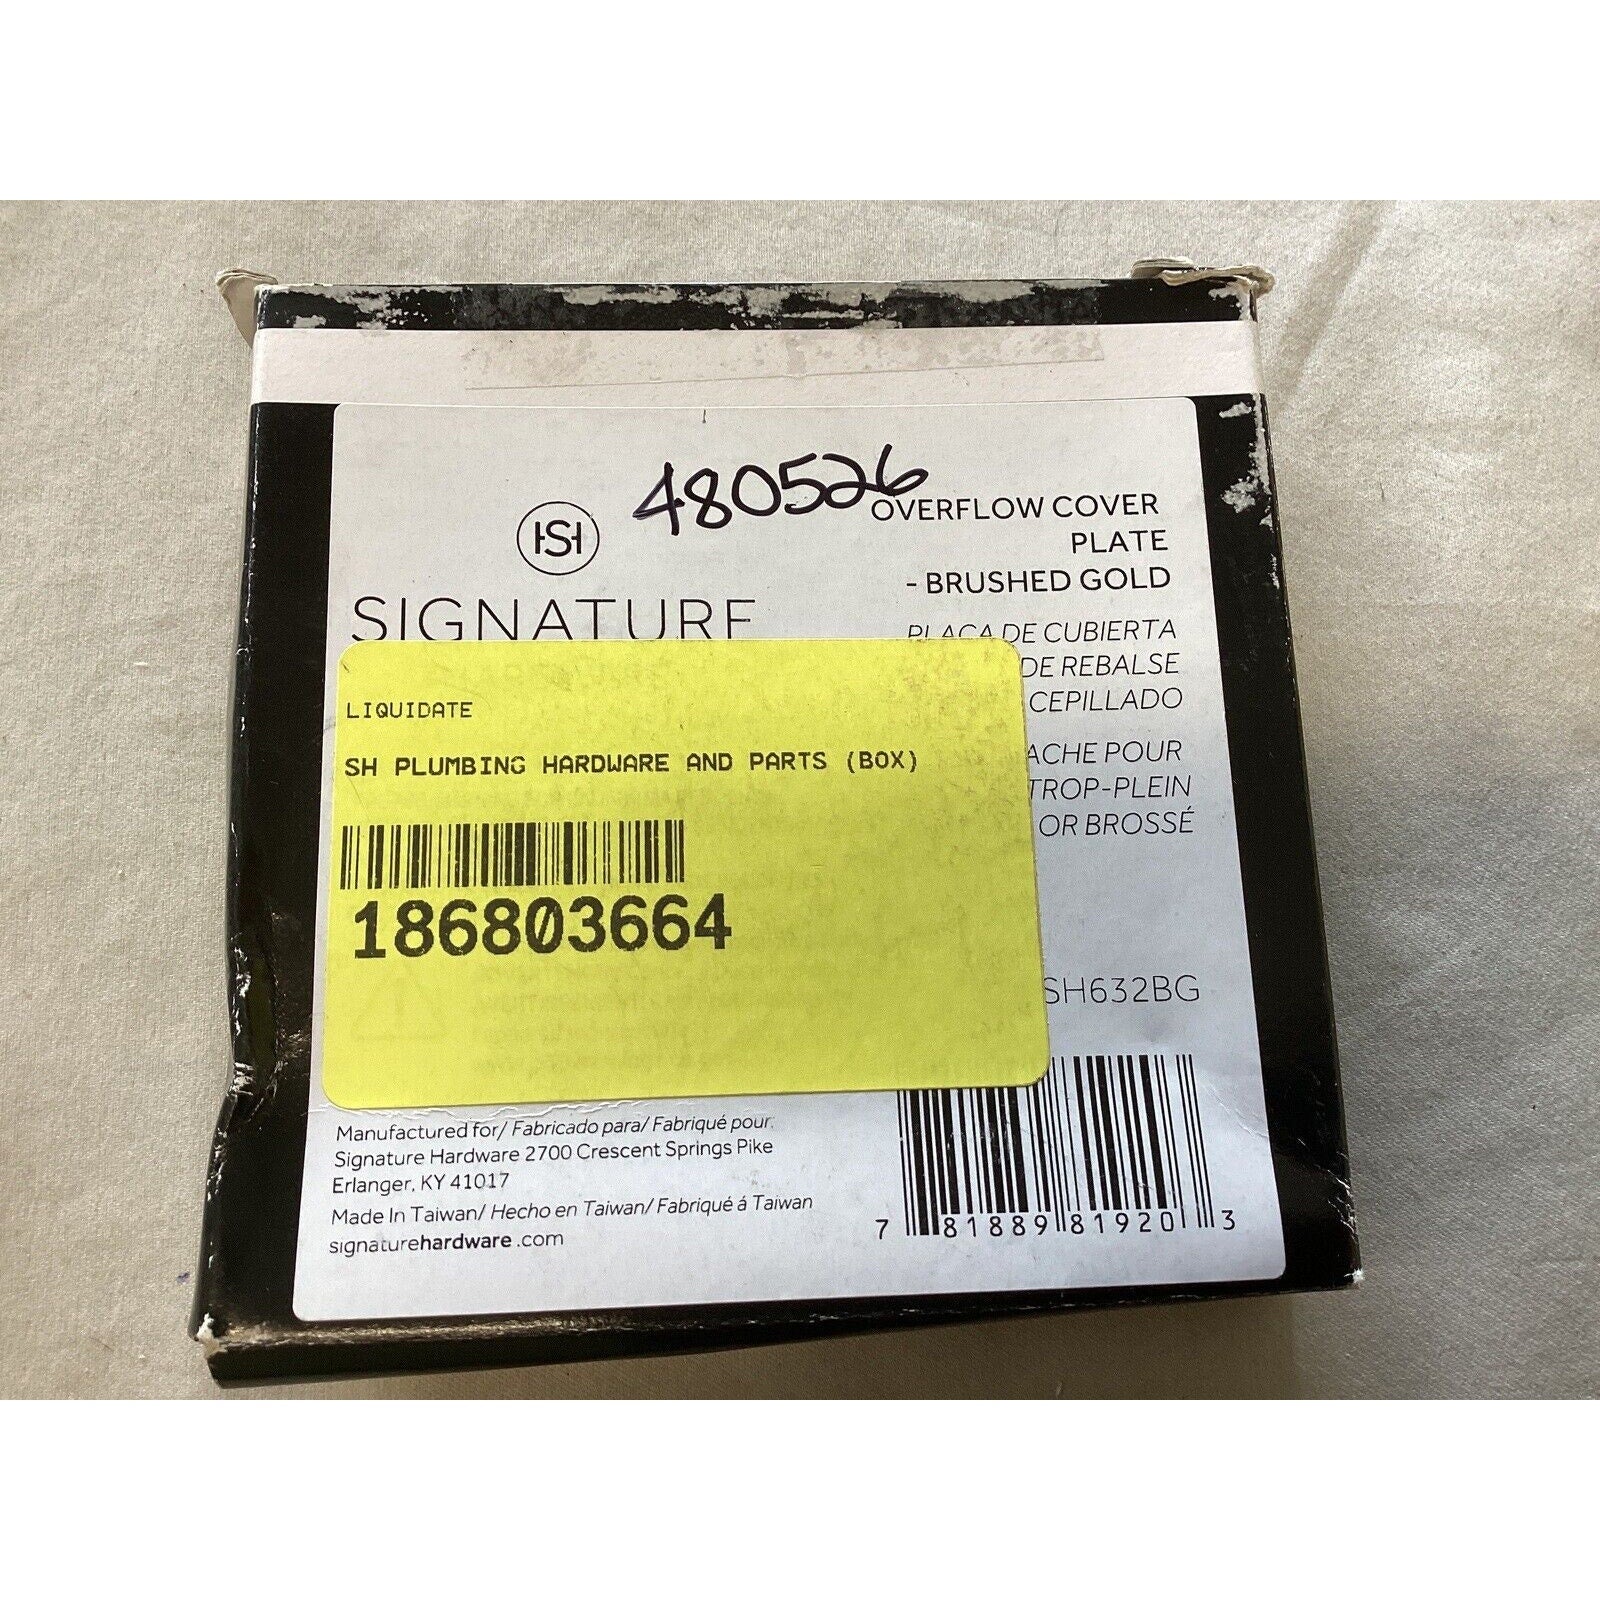 480526
SH
SIGNATURE
OVERFLOW COVER
PLATE
- BRUSHED GOLD
PLACA DE CUBIERTA
DE REBALSE
CEPILLADO
POUR
TROP-PLEIN
OR BROSSÉ
LIQUIDATE
SH PLUMBING HARDWARE AND PARTS (BOX)
186803664
SH632BG
Manufactured for/ Fabricado para/ Fabriqué pour:
Signature Hardware 2700 Crescent Springs Pike
Erlanger, KY 41017
Made In Taiwan/ Hecho en Taiwan/ Fabriqué á Taiwan
signaturehardware.com
7 81889 81920 3